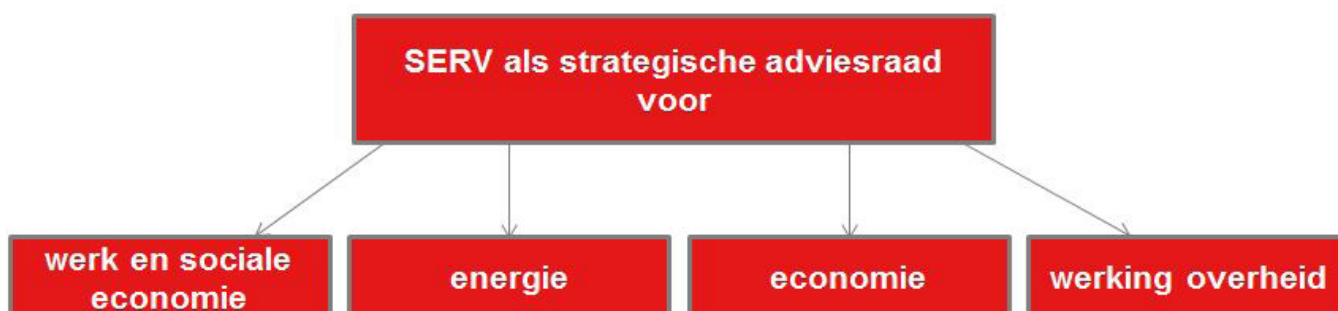 SERV als strategische adviesraad
voor
werk en sociale
economie
energie
economie
werking overheid